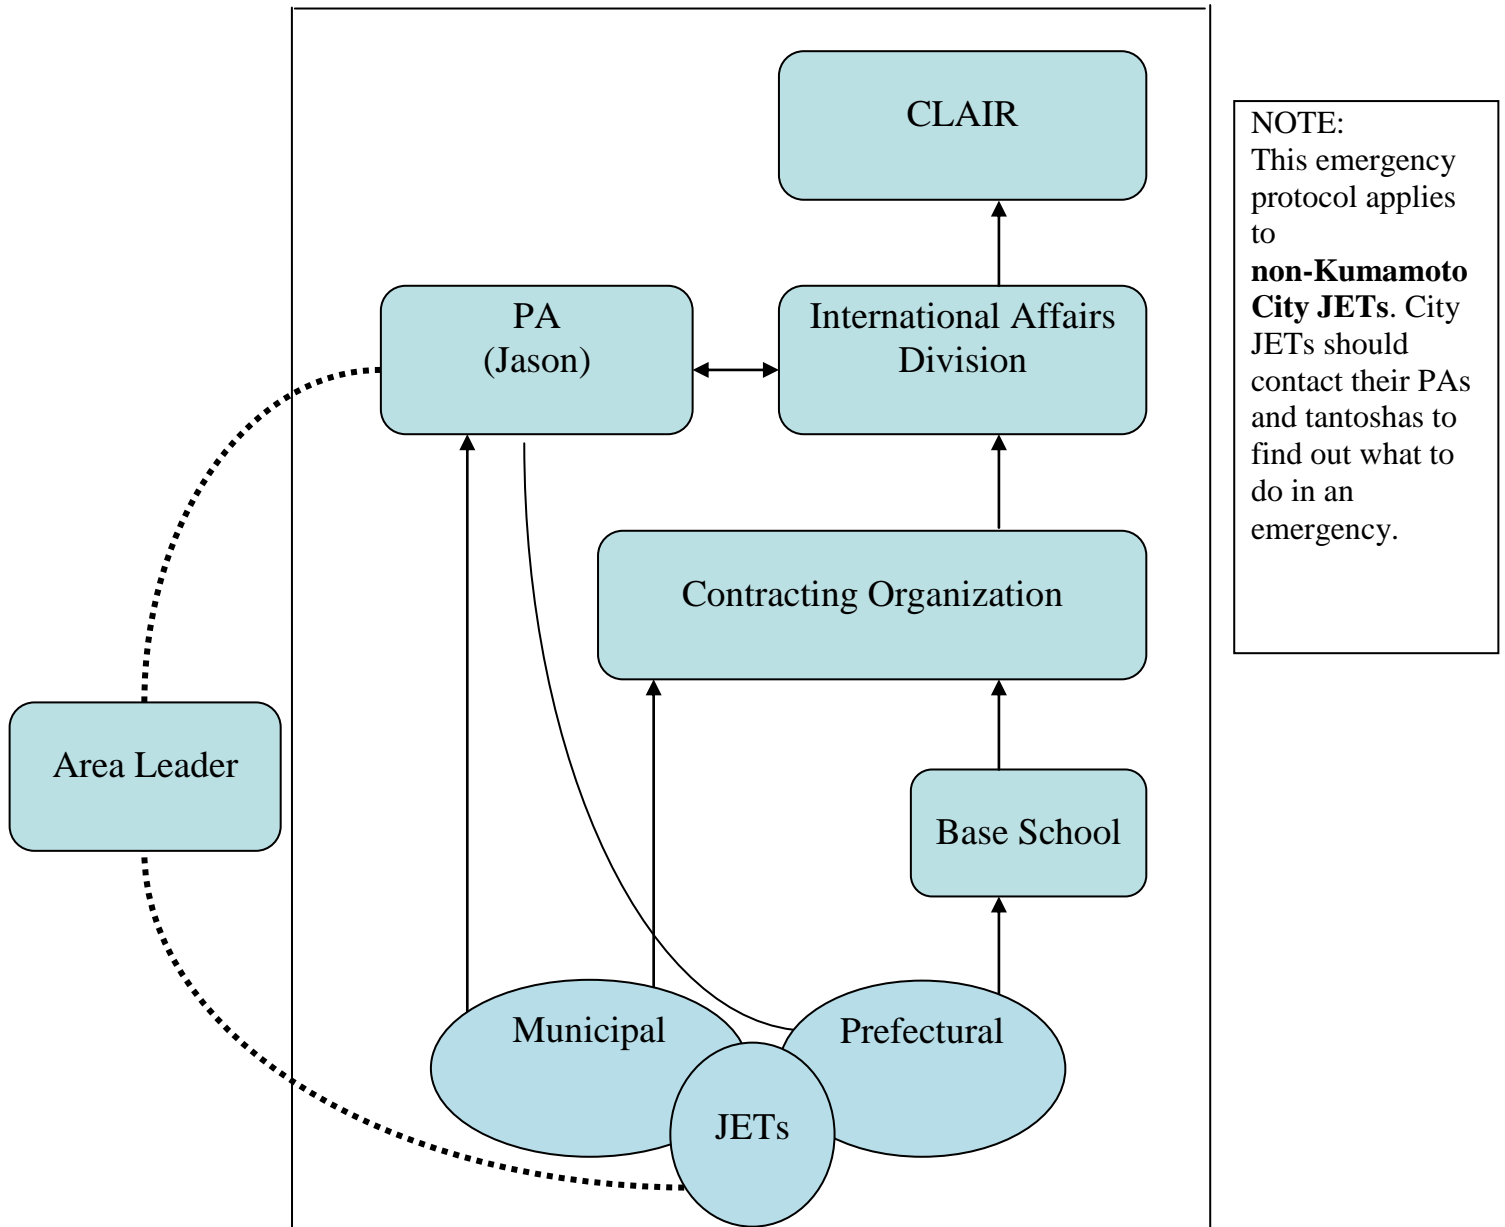 CLAIR
NOTE:
This emergency
protocol applies
to
non-Kumamoto
City JETs. City
JETs should
contact their PAs
and tantoshas to
find out what to
do in an
emergency.
PA
(Jason)
International Affairs
Division
Contracting Organization
Area Leader
Base School
Municipal
Prefectural
JETs